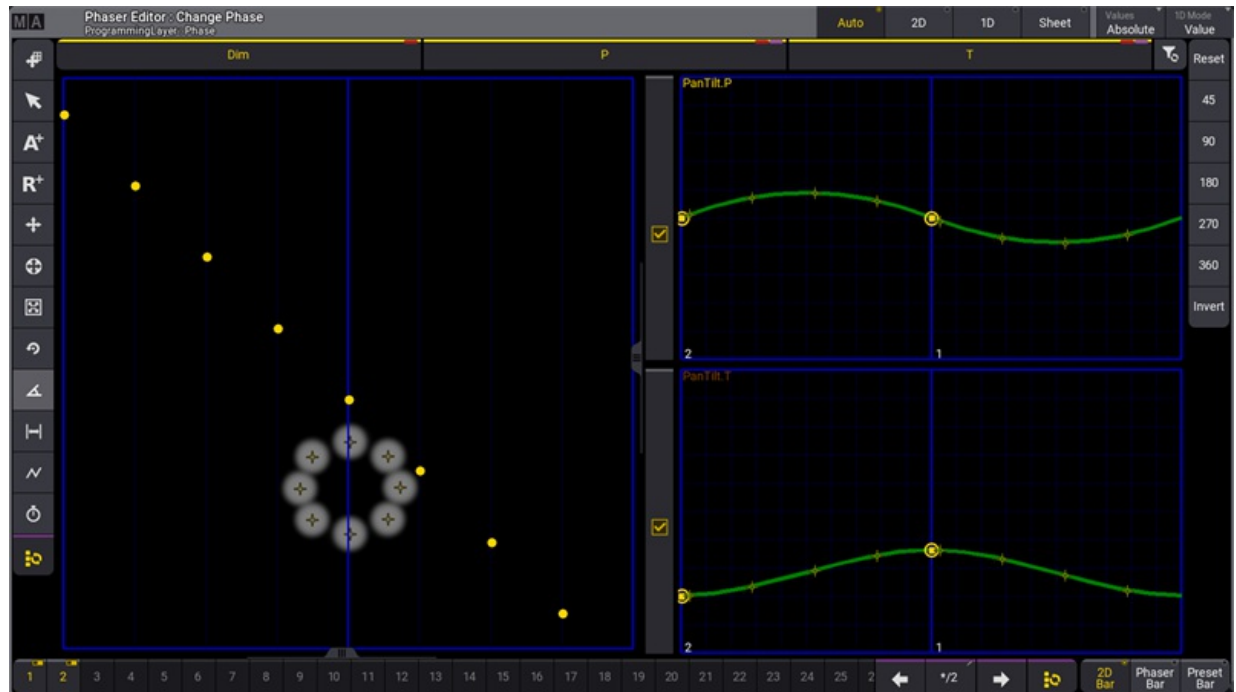 MA
Phaser Editor : Change Phase
ProgrammingLayer Phase
Auto
2D
1D
Sheet
Values
Absolute
1D Mode
Value
Dim
P
T
Reset
45
90
180
270
360
Invert
A+
R+
PanTilt.P
2
1
PanTilt.T
2
1
1 2 3 4 5 6 7 8 9 10 11 12 13 14 15 16 17 18 19 20 21 22 23 24 25 2
*/2
2D Bar
Phaser Bar
Preset Bar